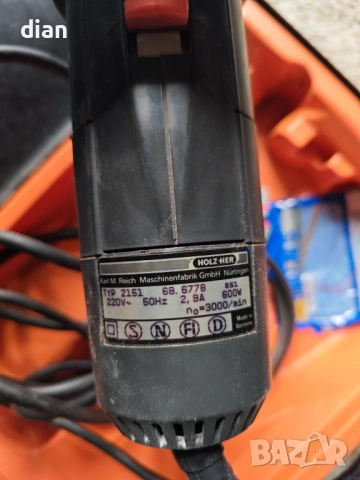 dian
HOLZ-HER
Karl M. Reich Maschinenfabrik GmbH Nürtingen
TYP 2151 68.6778 851
220V~ 50Hz 2,9A 600W
n₀=3000/min
S N FI D
Made in Germany
BAZAR